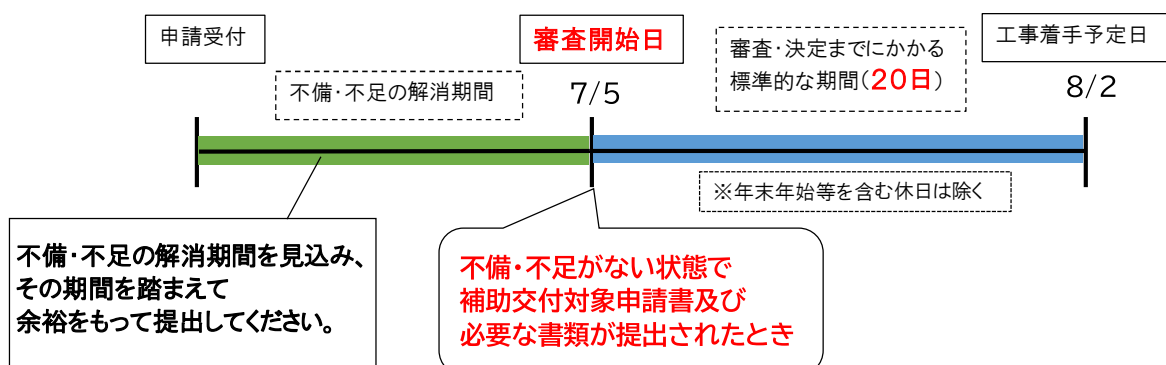 申請受付
審査開始日
審査・決定までにかかる
標準的な期間(20日)
工事着手予定日
不備・不足の解消期間
7/5
8/2
※年末年始等を含む休日は除く
不備・不足の解消期間を見込み、
その期間を踏まえて
余裕をもって提出してください。
不備・不足がない状態で
補助交付対象申請書及び
必要な書類が提出されたとき